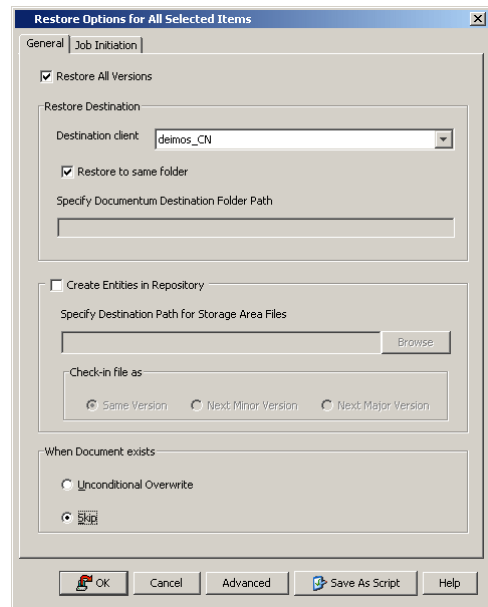 Restore Options for All Selected Items
General Job Initiation
Restore All Versions
Restore Destination
Destination client deimos_CN
Restore to same folder
Specify Documentum Destination Folder Path
Create Entities in Repository
Specify Destination Path for Storage Area Files
Browse
Check-in file as
Same Version Next Minor Version Next Major Version
When Document exists
Unconditional Overwrite
Skip
OK Cancel Advanced Save As Script Help